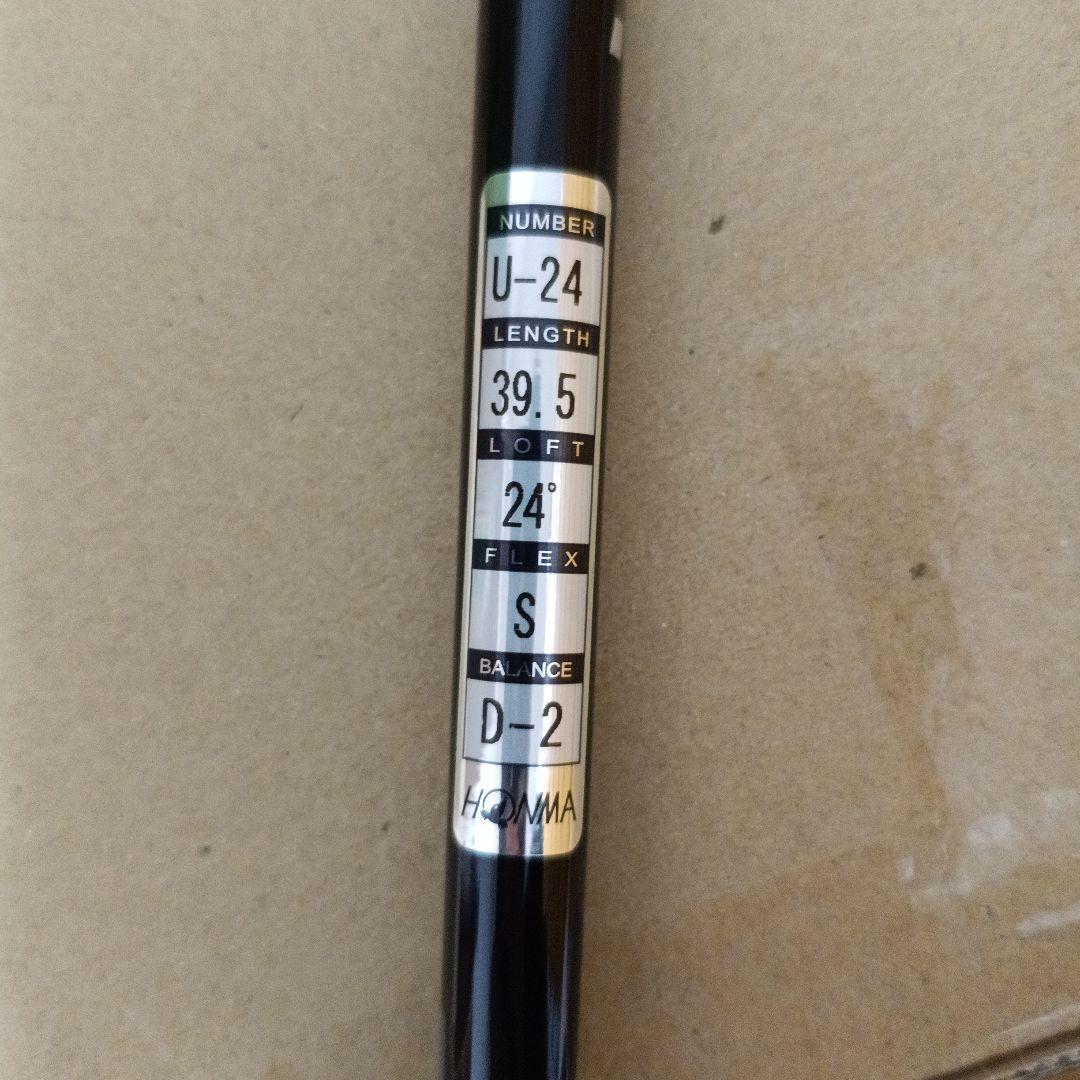 NUMBER
U-24
LENGTH
39.5
LOFT
24°
FLEX
S
BALANCE
D-2
HONMA